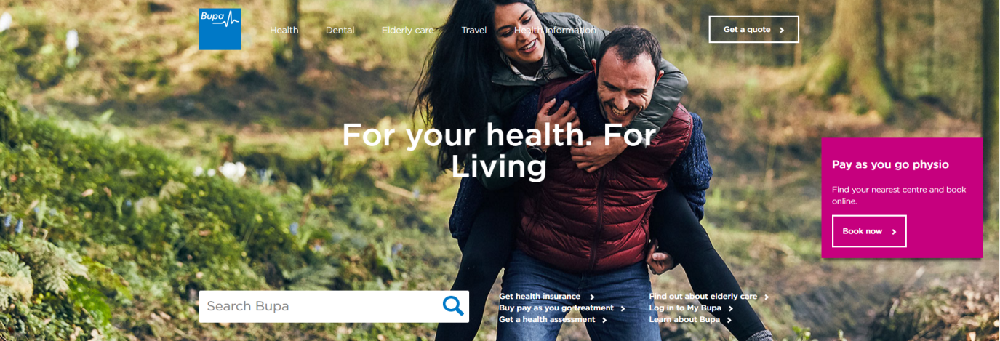 Bupa
Health Dental Elderly care Travel Health information
Get a quote
For your health. For
Living
Pay as you go physio
Find your nearest centre and book
online.
Book now
Search Bupa
Get health insurance
Buy pay as you go treatment
Get a health assessment
Find out about elderly care
Log in to My Bupa
Learn about Bupa